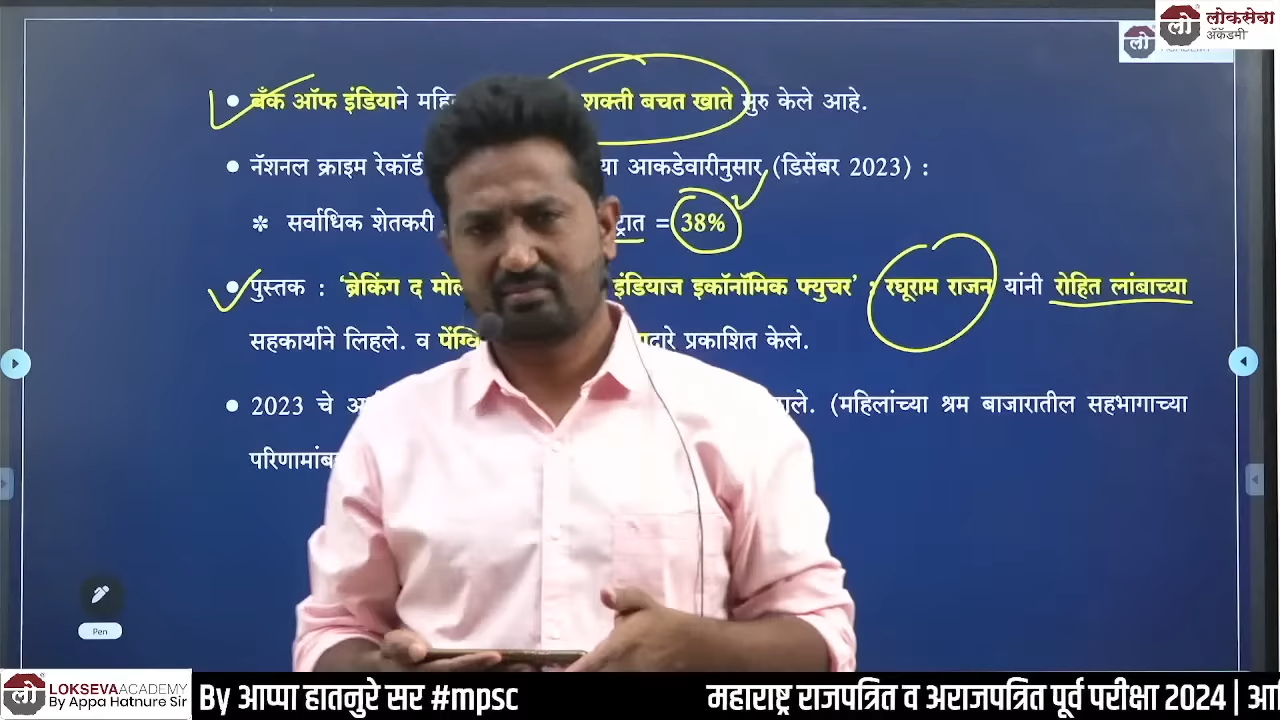 लो लोकसेवा
अ‍ॅकॅडमी
लो
बँक ऑफ इंडियाने शक्ती बचत खाते सुरु केले आहे.
नॅशनल क्राइम रेकॉर्ड या आकडेवारीनुसार, (डिसेंबर 2023) :
सर्वाधिक शेतकरी = 38%
पुस्तक : 'ब्रेकिंग द इंडियाज इकॉनॉमिक फ्युचर' : रघूराम राजन यांनी रोहित लांबाच्या
सहकार्याने लिहले. व प्रकाशित केले.
2023 चे (महिलांच्या श्रम बाजारातील सहभागाच्या
Pen
लो LOKSEVA ACADEMY
By Appa Hatnure Sir
By आप्पा हातनुरे सर #mpsc महाराष्ट्र राजपत्रित व अराजपत्रित पूर्व परीक्षा 2024 |